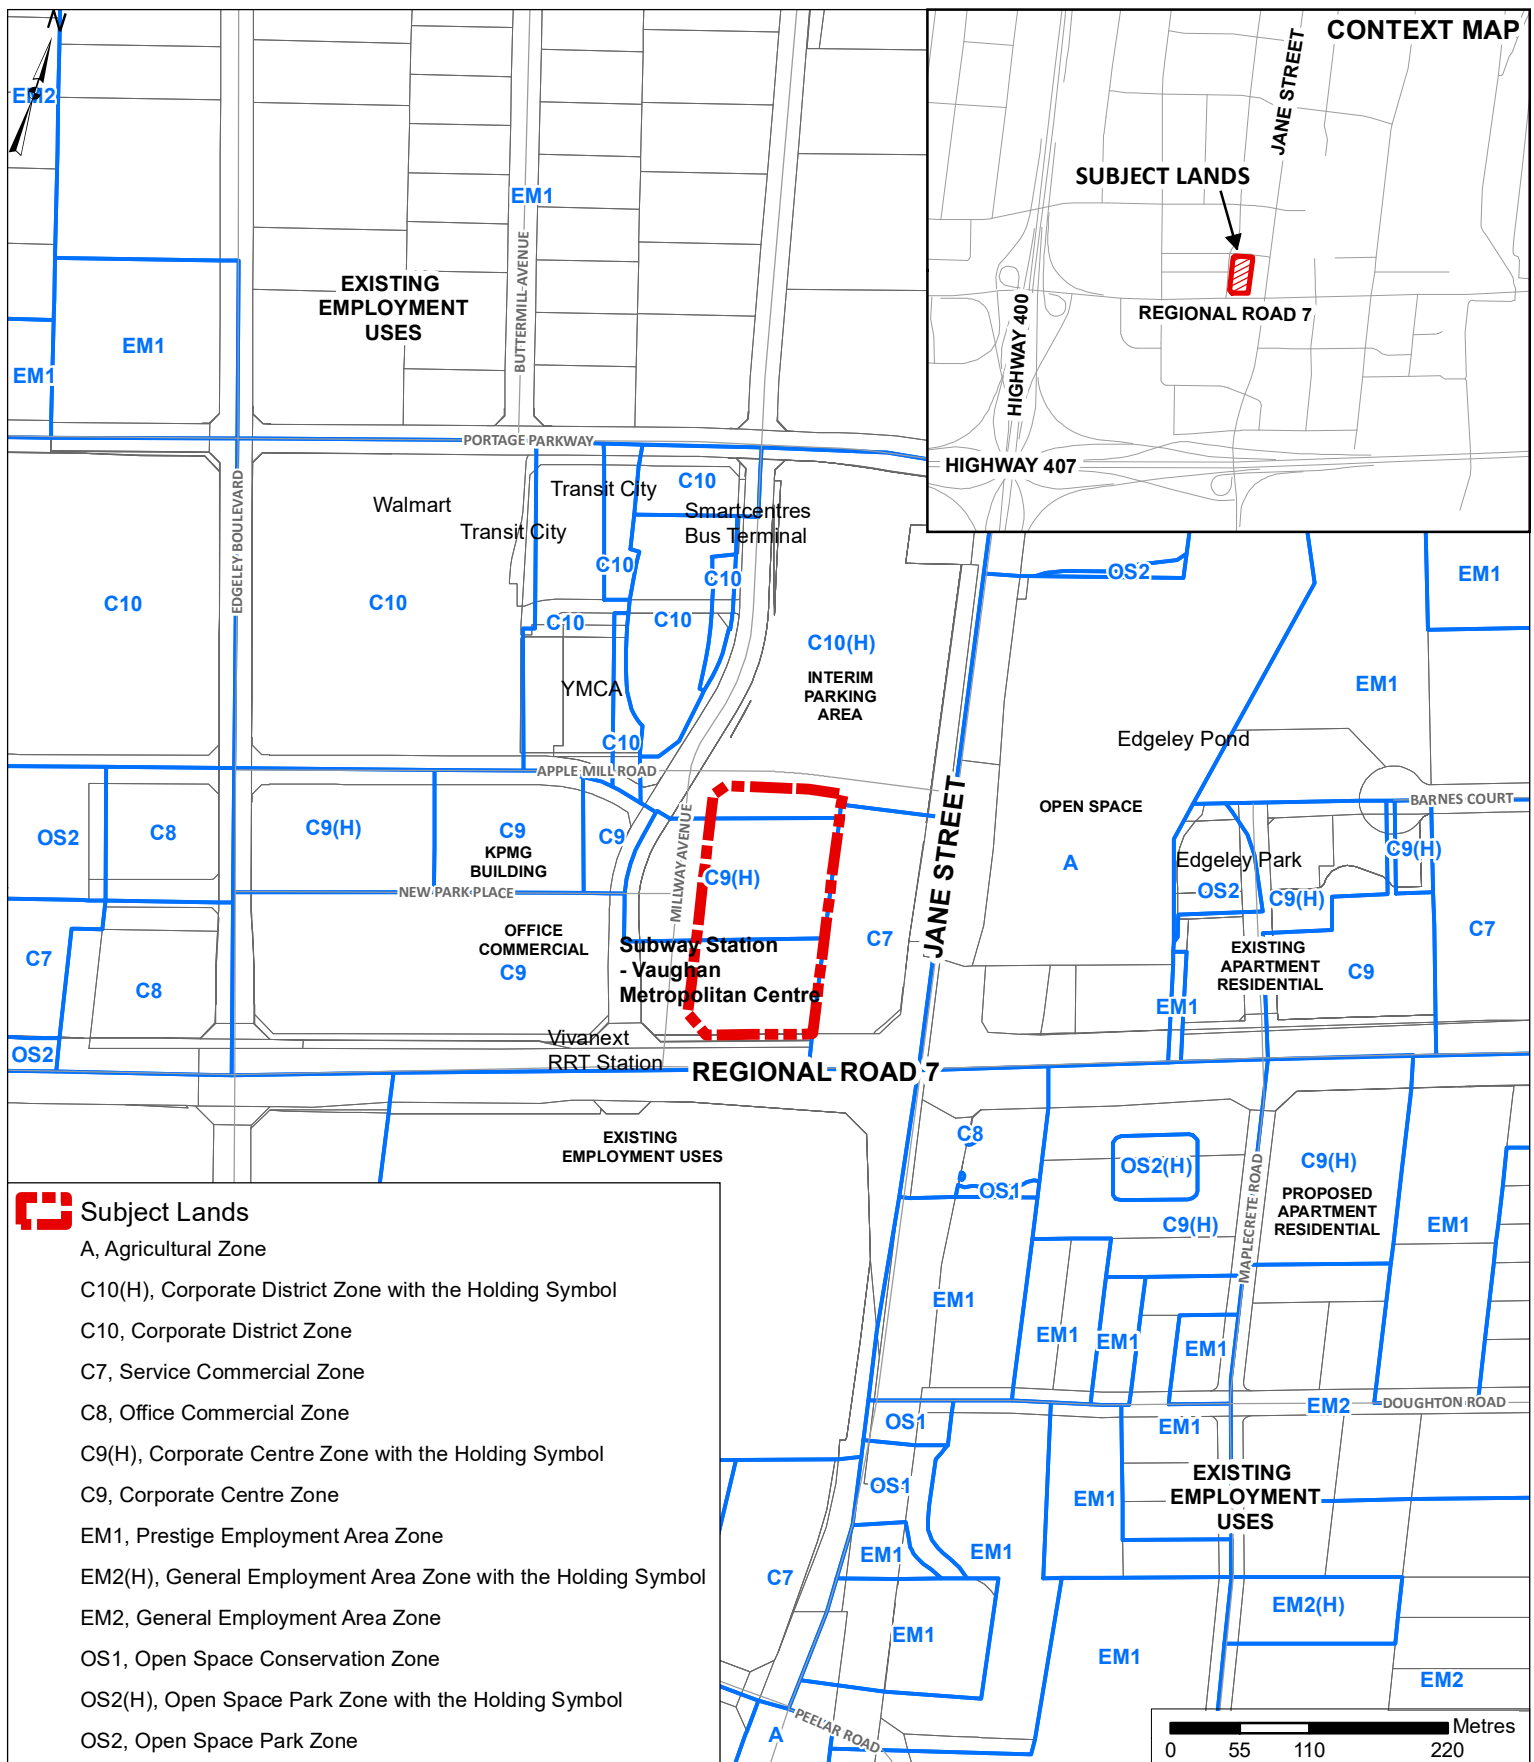 N
CONTEXT MAP
JANE STREET
SUBJECT LANDS
HIGHWAY 400
REGIONAL ROAD 7
HIGHWAY 407
EM2
EM1
EXISTING
EMPLOYMENT
USES
BUTTERMILL AVENUE
EM1
EM1
PORTAGE PARKWAY
EDGELEY BOULEVARD
Walmart
Transit City
Transit City
C10
Smartcentres
Bus Terminal
C10
C10
OS2
EM1
C10
C10
C10
C10
C10(H)
INTERIM
PARKING
AREA
EM1
YMCA
C10
Edgeley Pond
APPLE MILL ROAD
JANE STREET
OPEN SPACE
BARNES COURT
OS2
C8
C9(H)
C9
KPMG
BUILDING
C9
MILLWAY AVENUE
C9(H)
A
Edgeley Park
OS2
C9(H)
C9(H)
NEW PARK PLACE
C7
C8
OFFICE
COMMERCIAL
C9
Subway Station
- Vaughan
Metropolitan Centre
C7
EXISTING
APARTMENT
RESIDENTIAL
C9
C7
EM1
OS2
Vivanext
RRT Station
REGIONAL ROAD 7
EXISTING
EMPLOYMENT USES
C8
OS1
OS2(H)
C9(H)
MAPLECRETE ROAD
C9(H)
PROPOSED
APARTMENT
RESIDENTIAL
EM1
EM1
EM1
EM1
EM1
OS1
EM1
EM2
DOUGHTON ROAD
OS1
EM1
EXISTING
EMPLOYMENT
USES
EM1
EM1
C7
EM2(H)
EM1
EM1
EM2
A
PEELAR ROAD
Subject Lands
A, Agricultural Zone
C10(H), Corporate District Zone with the Holding Symbol
C10, Corporate District Zone
C7, Service Commercial Zone
C8, Office Commercial Zone
C9(H), Corporate Centre Zone with the Holding Symbol
C9, Corporate Centre Zone
EM1, Prestige Employment Area Zone
EM2(H), General Employment Area Zone with the Holding Symbol
EM2, General Employment Area Zone
OS1, Open Space Conservation Zone
OS2(H), Open Space Park Zone with the Holding Symbol
OS2, Open Space Park Zone
Metres
0 55 110 220